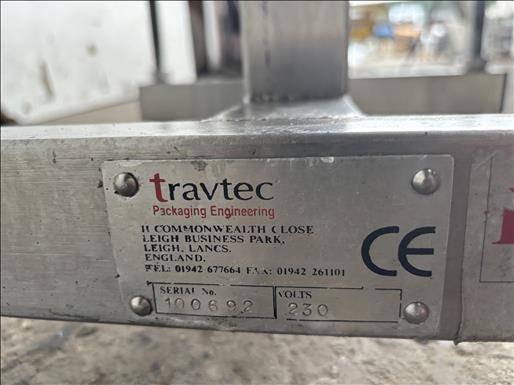 travtec
Packaging Engineering
11 COMMONWEALTH CLOSE
LEIGH BUSINESS PARK,
LEIGH, LANCS.
ENGLAND.
TEL: 01942 677664 FAX: 01942 261101
CE
SERIAL No. VOLTS
100692 230